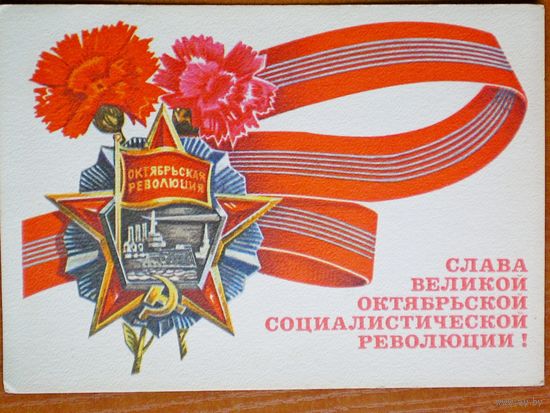 ОКТЯБРЬСКАЯ
РЕВОЛЮЦИЯ
СЛАВА
ВЕЛИКОЙ
ОКТЯБРЬСКОЙ
СОЦИАЛИСТИЧЕСКОЙ
РЕВОЛЮЦИИ !